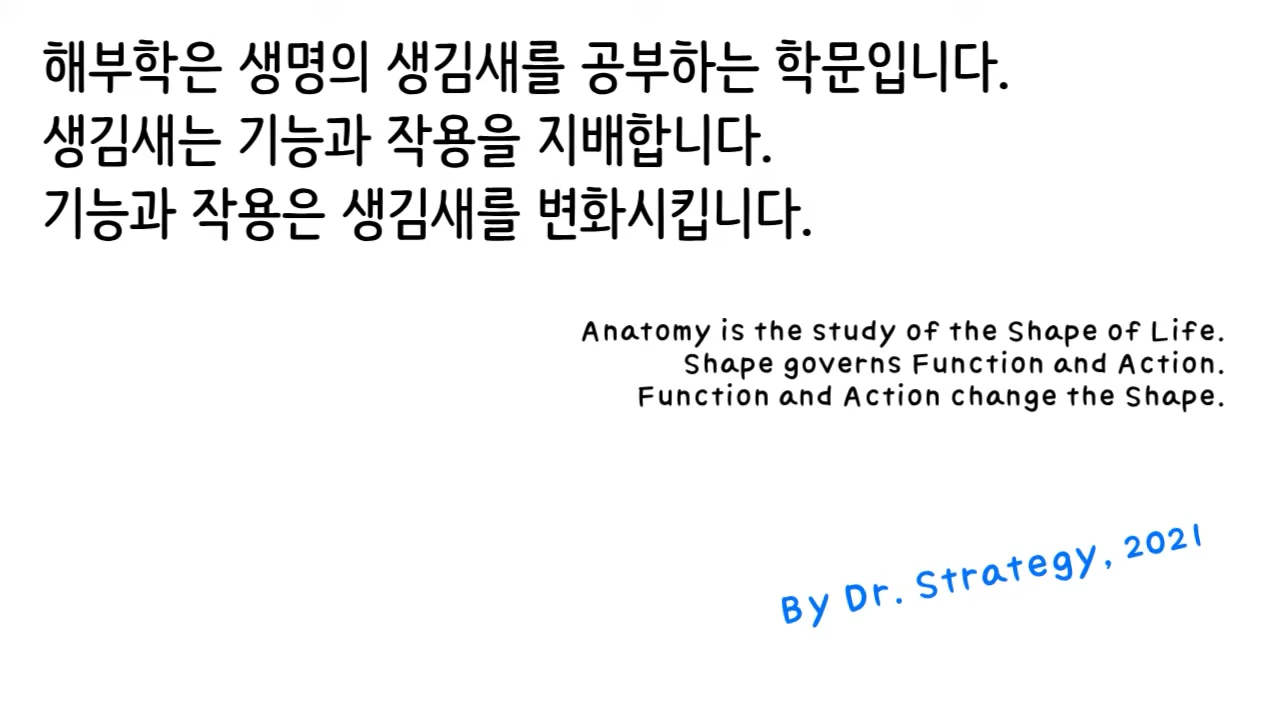 해부학은 생명의 생김새를 공부하는 학문입니다.
생김새는 기능과 작용을 지배합니다.
기능과 작용은 생김새를 변화시킵니다.
Anatomy is the study of the Shape of Life.
Shape governs Function and Action.
Function and Action change the Shape.
By Dr. Strategy, 2021